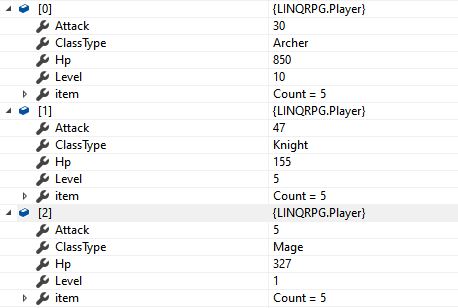 [0] {LINQRPG.Player}
Attack 30
ClassType Archer
Hp 850
Level 10
item Count = 5
[1] {LINQRPG.Player}
Attack 47
ClassType Knight
Hp 155
Level 5
item Count = 5
[2] {LINQRPG.Player}
Attack 5
ClassType Mage
Hp 327
Level 1
item Count = 5